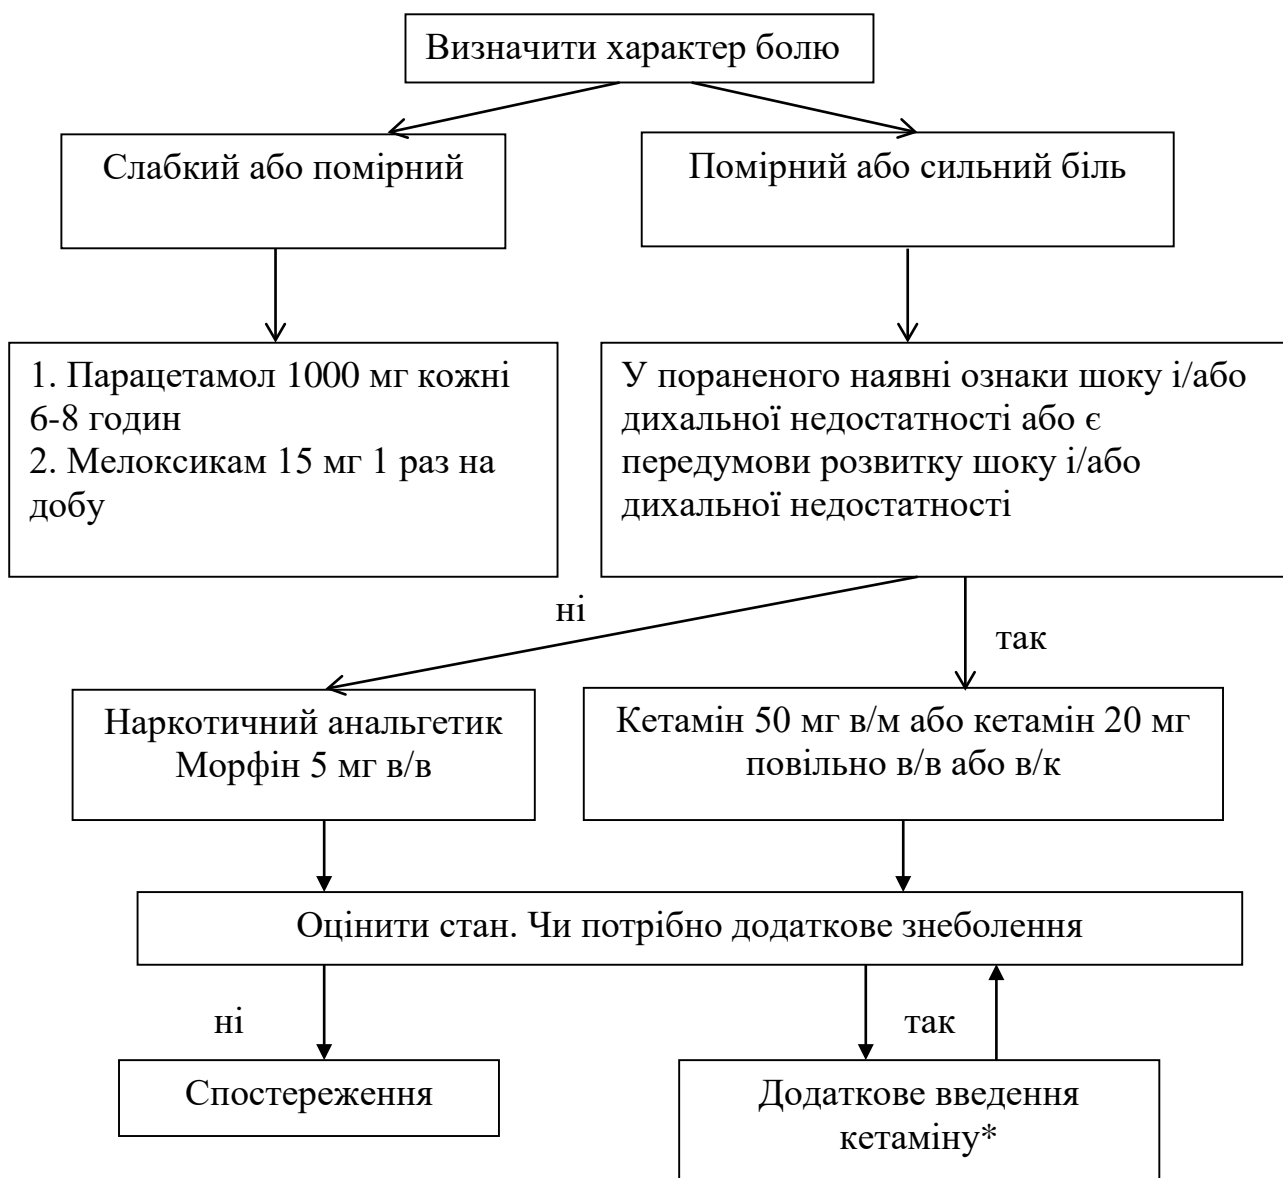 Визначити характер болю
Слабкий або помірний
Помірний або сильний біль
1. Парацетамол 1000 мг кожні
6-8 годин
2. Мелоксикам 15 мг 1 раз на
добу
У пораненого наявні ознаки шоку і/або
дихальної недостатності або є
передумови розвитку шоку і/або
дихальної недостатності
ні
так
Наркотичний анальгетик
Морфін 5 мг в/в
Кетамін 50 мг в/м або кетамін 20 мг
повільно в/в або в/к
Оцінити стан. Чи потрібно додаткове знеболення
ні
так
Спостереження
Додаткове введення
кетаміну*